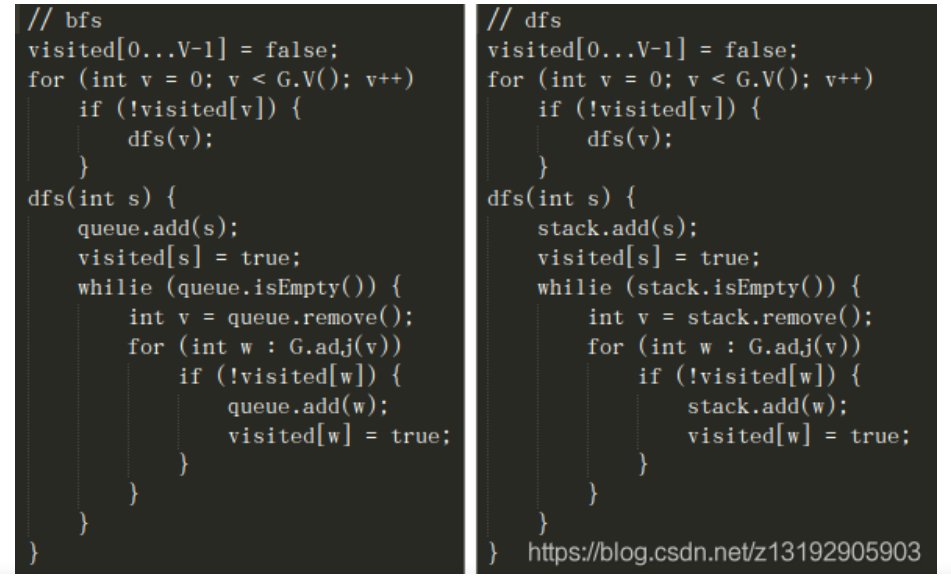 // bfs
visited[0...V-1] = false;
for (int v = 0; v < G.V(); v++)
    if (!visited[v]) {
        dfs(v);
    }
dfs(int s) {
    queue.add(s);
    visited[s] = true;
    whilie (queue.isEmpty()) {
        int v = queue.remove();
        for (int w : G.adj(v))
            if (!visited[w]) {
                queue.add(w);
                visited[w] = true;
            }
        }
    }
}
// dfs
visited[0...V-1] = false;
for (int v = 0; v < G.V(); v++)
    if (!visited[v]) {
        dfs(v);
    }
dfs(int s) {
    stack.add(s);
    visited[s] = true;
    whilie (stack.isEmpty()) {
        int v = stack.remove();
        for (int w : G.adj(v))
            if (!visited[w]) {
                stack.add(w);
                visited[w] = true;
            }
        }
    }
}
https://blog.csdn.net/z13192905903